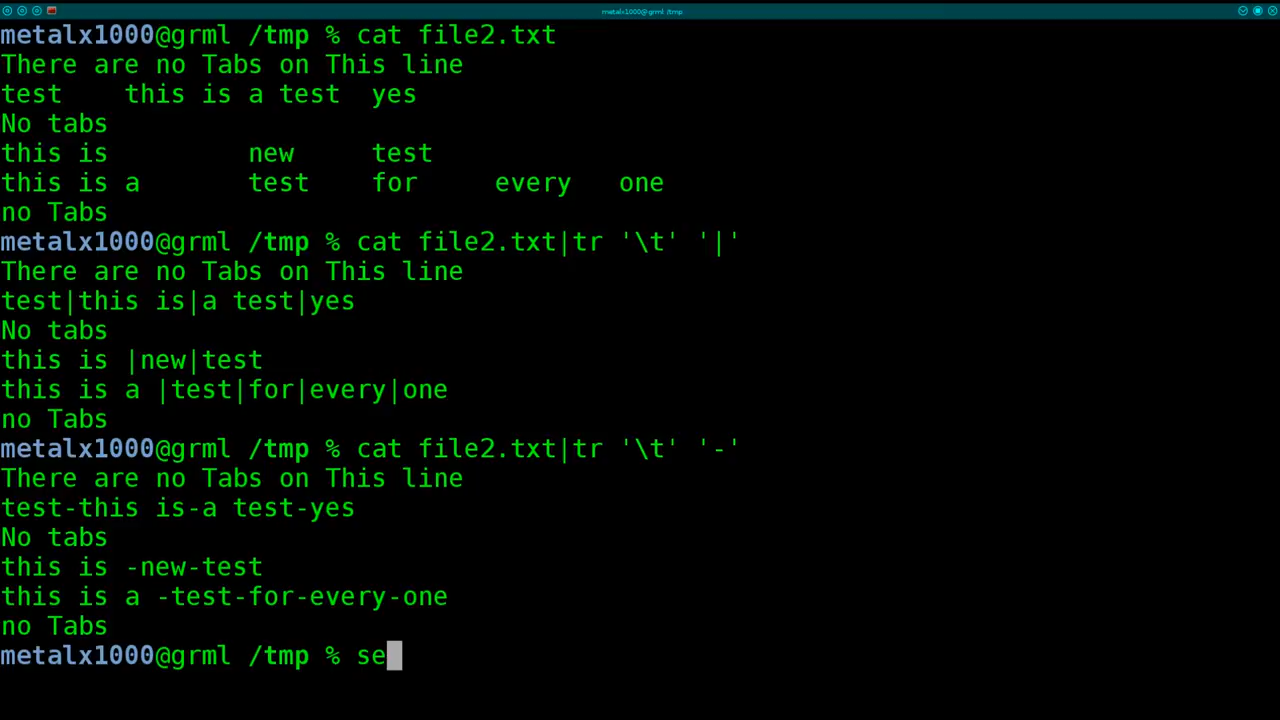 metalx1000@grml /tmp
metalx1000@grml /tmp % cat file2.txt
There are no Tabs on This line
test    this is a test  yes
No tabs
this is         new     test
this is a       test    for     every   one
no Tabs
metalx1000@grml /tmp % cat file2.txt|tr '\t' '|'
There are no Tabs on This line
test|this is|a test|yes
No tabs
this is |new|test
this is a |test|for|every|one
no Tabs
metalx1000@grml /tmp % cat file2.txt|tr '\t' '-'
There are no Tabs on This line
test-this is-a test-yes
No tabs
this is -new-test
this is a -test-for-every-one
no Tabs
metalx1000@grml /tmp % se